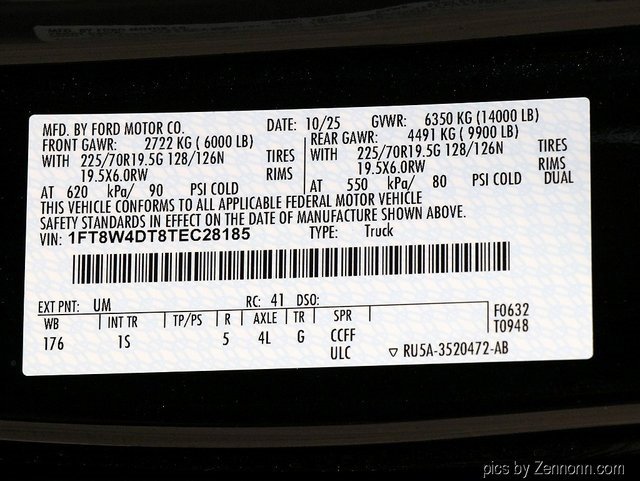 MFD. BY FORD MOTOR CO. DATE: 10/25 GVWR: 6350 KG (14000 LB)
FRONT GAWR: 2722 KG ( 6000 LB) REAR GAWR: 4491 KG ( 9900 LB)
WITH 225/70R19.5G 128/126N TIRES WITH 225/70R19.5G 128/126N TIRES
19.5X6.0RW RIMS 19.5X6.0RW RIMS
AT 620 kPa/ 90 PSI COLD AT 550 kPa/ 80 PSI COLD DUAL
THIS VEHICLE CONFORMS TO ALL APPLICABLE FEDERAL MOTOR VEHICLE
SAFETY STANDARDS IN EFFECT ON THE DATE OF MANUFACTURE SHOWN ABOVE.
VIN: 1FT8W4DT8TEC28185 TYPE: Truck
EXT PNT: UM RC: 41 DSO:
WB INT TR TP/PS R AXLE TR SPR F0632
176 1S 5 4L G CCFF T0948
ULC RU5A-3520472-AB
pics by Zennonn.com